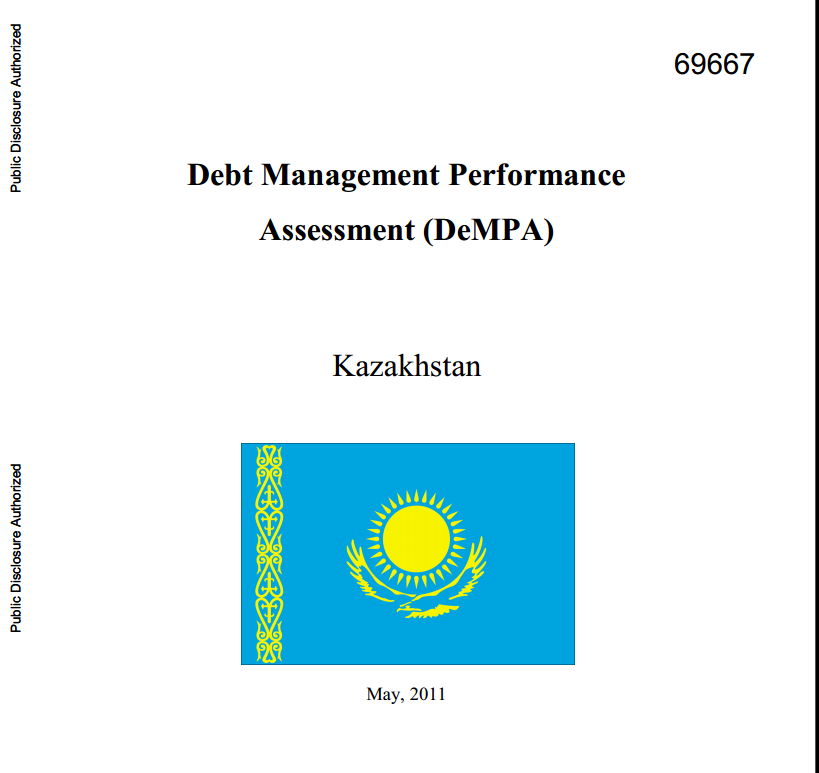 Public Disclosure Authorized
69667
Debt Management Performance
Assessment (DeMPA)
Kazakhstan
Public Disclosure Authorized
May, 2011